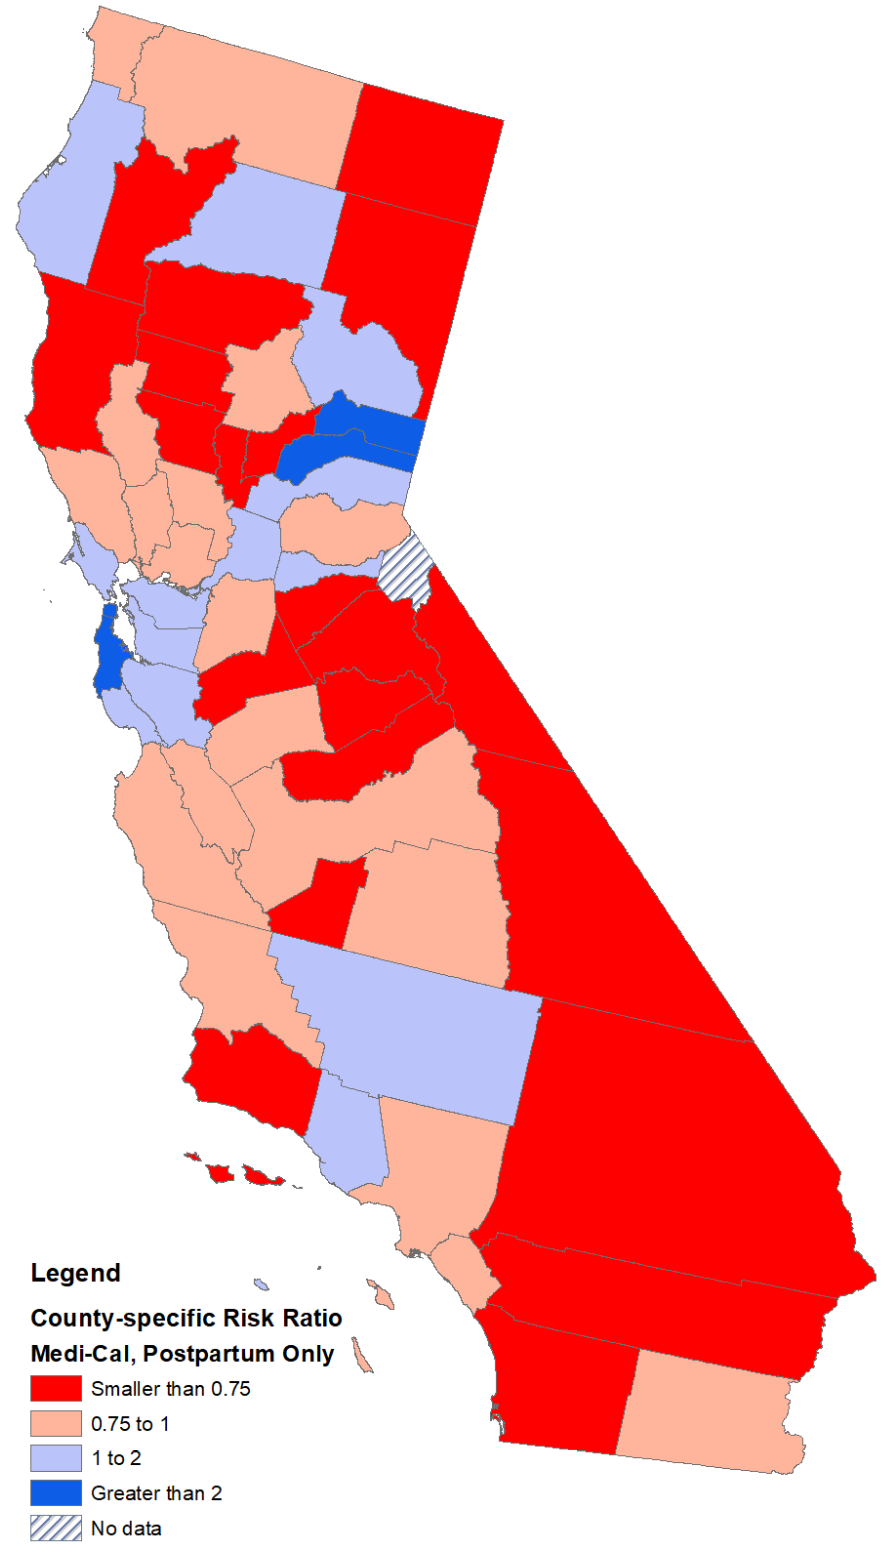 Legend
County-specific Risk Ratio
Medi-Cal, Postpartum Only
Smaller than 0.75
0.75 to 1
1 to 2
Greater than 2
No data